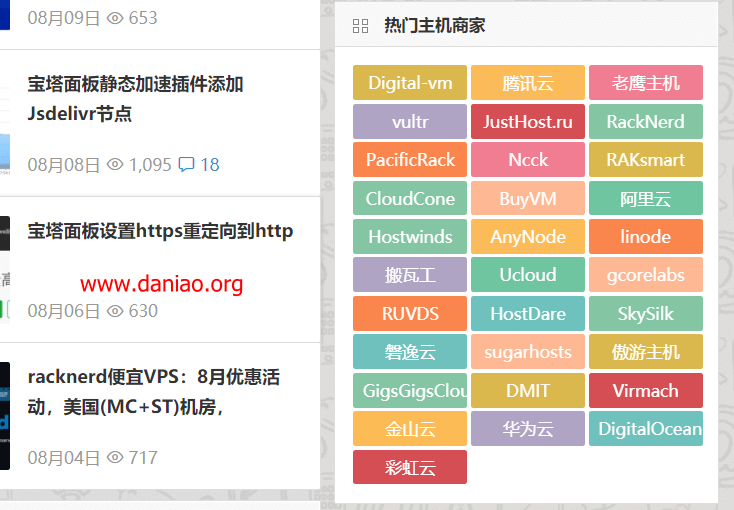 08月09日 653
宝塔面板静态加速插件添加
Jsdelivr节点
08月08日 1,095 18
宝塔面板设置https重定向到http
www.daniao.org
08月06日 630
racknerd便宜VPS：8月优惠活
动，美国(MC+ST)机房，
08月04日 717
热门主机商家
Digital-vm 腾讯云 老鹰主机
vultr JustHost.ru RackNerd
PacificRack Ncck RAKsmart
CloudCone BuyVM 阿里云
Hostwinds AnyNode linode
搬瓦工 Ucloud gcorelabs
RUVDS HostDare SkySilk
磐逸云 sugarhosts 傲游主机
GigsGigsClou DMIT Virmach
金山云 华为云 DigitalOcean
彩虹云